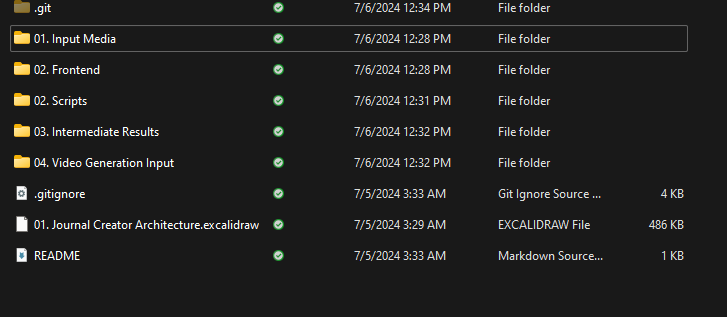 .git 7/6/2024 12:34 PM File folder
01. Input Media 7/6/2024 12:28 PM File folder
02. Frontend 7/6/2024 12:28 PM File folder
02. Scripts 7/6/2024 12:31 PM File folder
03. Intermediate Results 7/6/2024 12:32 PM File folder
04. Video Generation Input 7/6/2024 12:32 PM File folder
.gitignore 7/5/2024 3:33 AM Git Ignore Source ... 4 KB
01. Journal Creator Architecture.excalidraw 7/5/2024 3:29 AM EXCALIDRAW File 486 KB
README 7/5/2024 3:33 AM Markdown Source... 1 KB